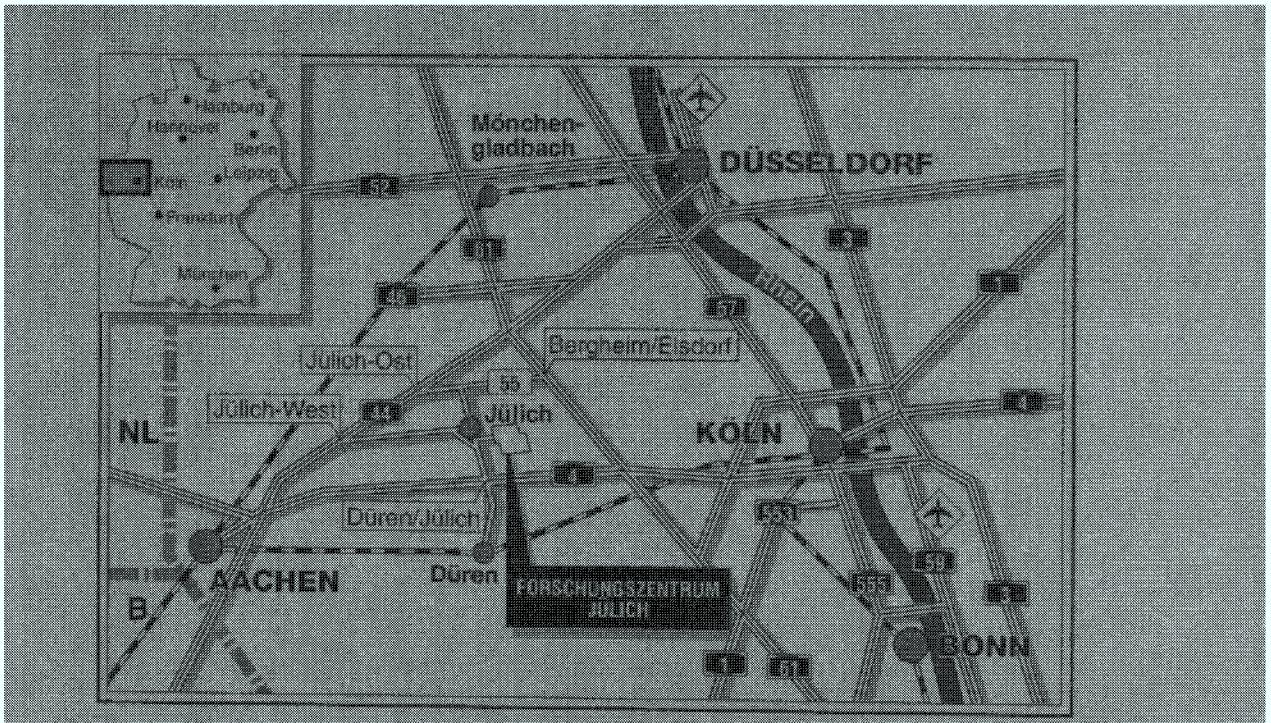 Hamburg
Hannover
Berlin
Köln
Leipzig
Frankfurt
München
Mönchen-
gladbach
DÜSSELDORF
52
61
3
46
1
57
Rhein
Jülich-Ost
Bergheim/Elsdorf
55
Jülich-West
44
Jülich
4
NL
KÖLN
4
Düren/Jülich
553
AACHEN
Düren
59
B
FORSCHUNGSZENTRUM
JÜLICH
555
3
BONN
1
61